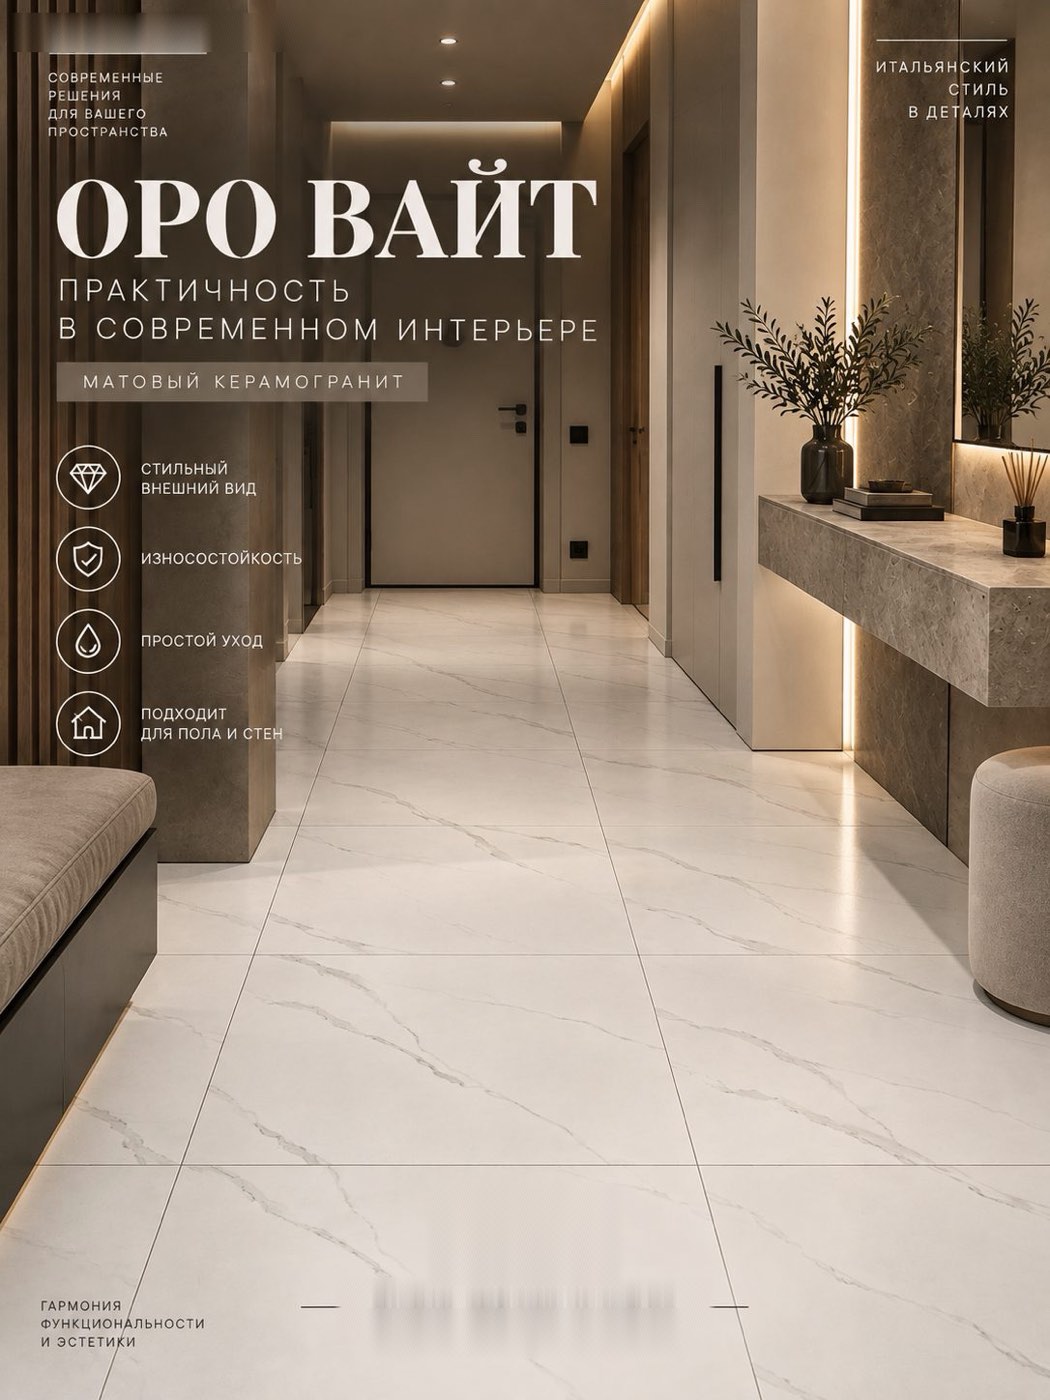 СОВРЕМЕННЫЕ
РЕШЕНИЯ
ДЛЯ ВАШЕГО
ПРОСТРАНСТВА
ИТАЛЬЯНСКИЙ
СТИЛЬ
В ДЕТАЛЯХ
ОРО ВАЙТ
ПРАКТИЧНОСТЬ
В СОВРЕМЕННОМ ИНТЕРЬЕРЕ
МАТОВЫЙ КЕРАМОГРАНИТ
СТИЛЬНЫЙ
ВНЕШНИЙ ВИД
ИЗНОСОСТОЙКОСТЬ
ПРОСТОЙ УХОД
ПОДХОДИТ
ДЛЯ ПОЛА И СТЕН
ГАРМОНИЯ
ФУНКЦИОНАЛЬНОСТИ
И ЭСТЕТИКИ